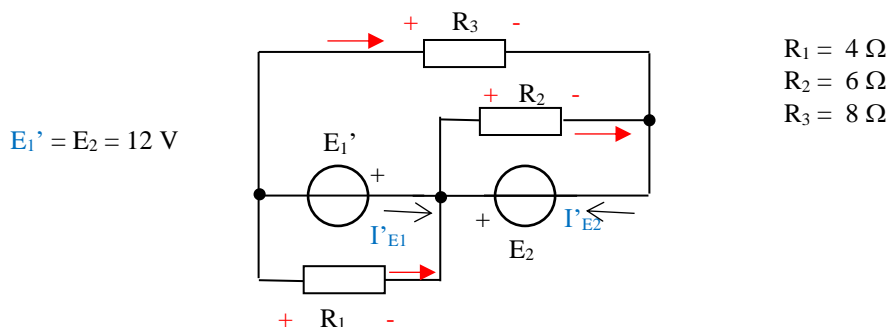 + R₃ -
R₁ = 4 Ω
R₂ = 6 Ω
R₃ = 8 Ω
+ R₂ -
E₁’ = E₂ = 12 V
E₁’
+
+
I’E1
I’E2
E₂
+ R₁ -